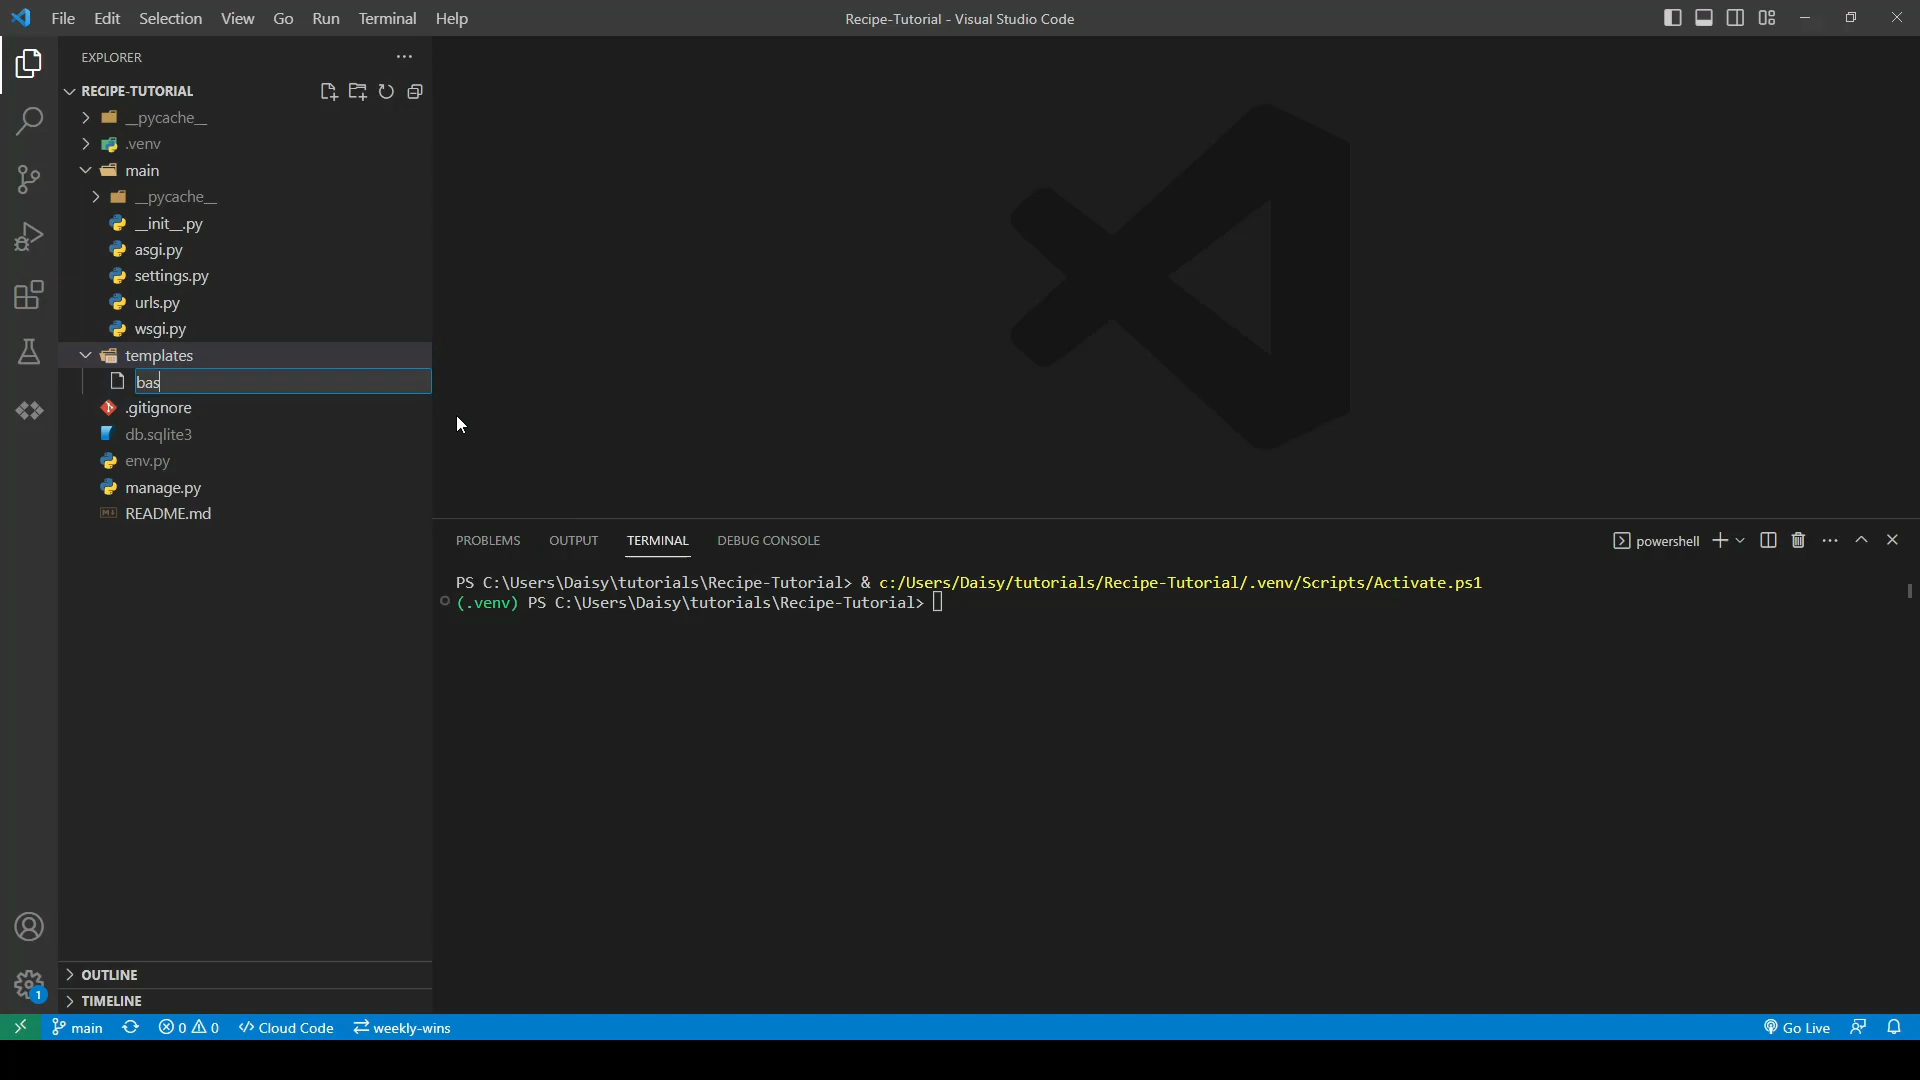 File Edit Selection View Go Run Terminal Help
Recipe-Tutorial - Visual Studio Code
EXPLORER
RECIPE-TUTORIAL
__pycache__
.venv
main
__pycache__
__init__.py
asgi.py
settings.py
urls.py
wsgi.py
templates
bas
.gitignore
db.sqlite3
env.py
manage.py
README.md
PROBLEMS OUTPUT TERMINAL DEBUG CONSOLE
powershell
PS C:\Users\Daisy\tutorials\Recipe-Tutorial> & c:/Users/Daisy/tutorials/Recipe-Tutorial/.venv/Scripts/Activate.ps1
(.venv) PS C:\Users\Daisy\tutorials\Recipe-Tutorial>
OUTLINE
1
TIMELINE
main 0 0 Cloud Code weekly-wins Go Live